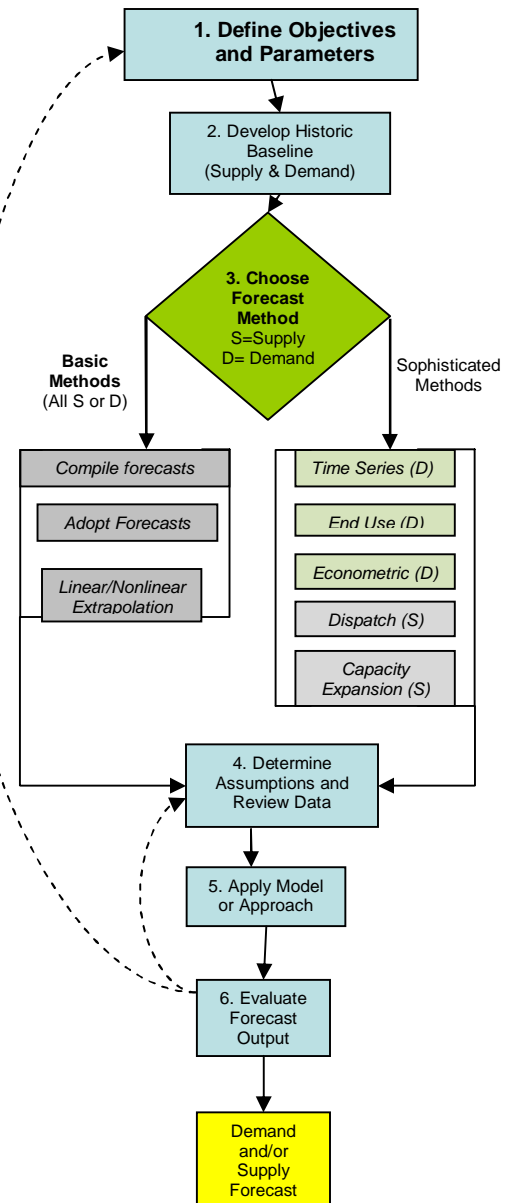 1. Define Objectives
and Parameters
2. Develop Historic
Baseline
(Supply & Demand)
3. Choose
Forecast
Method
S=Supply
D= Demand
Basic
Methods
(All S or D)
Sophisticated
Methods
Compile forecasts
Adopt Forecasts
Linear/Nonlinear
Extrapolation
Time Series (D)
End Use (D)
Econometric (D)
Dispatch (S)
Capacity
Expansion (S)
4. Determine
Assumptions and
Review Data
5. Apply Model
or Approach
6. Evaluate
Forecast
Output
Demand
and/or
Supply
Forecast